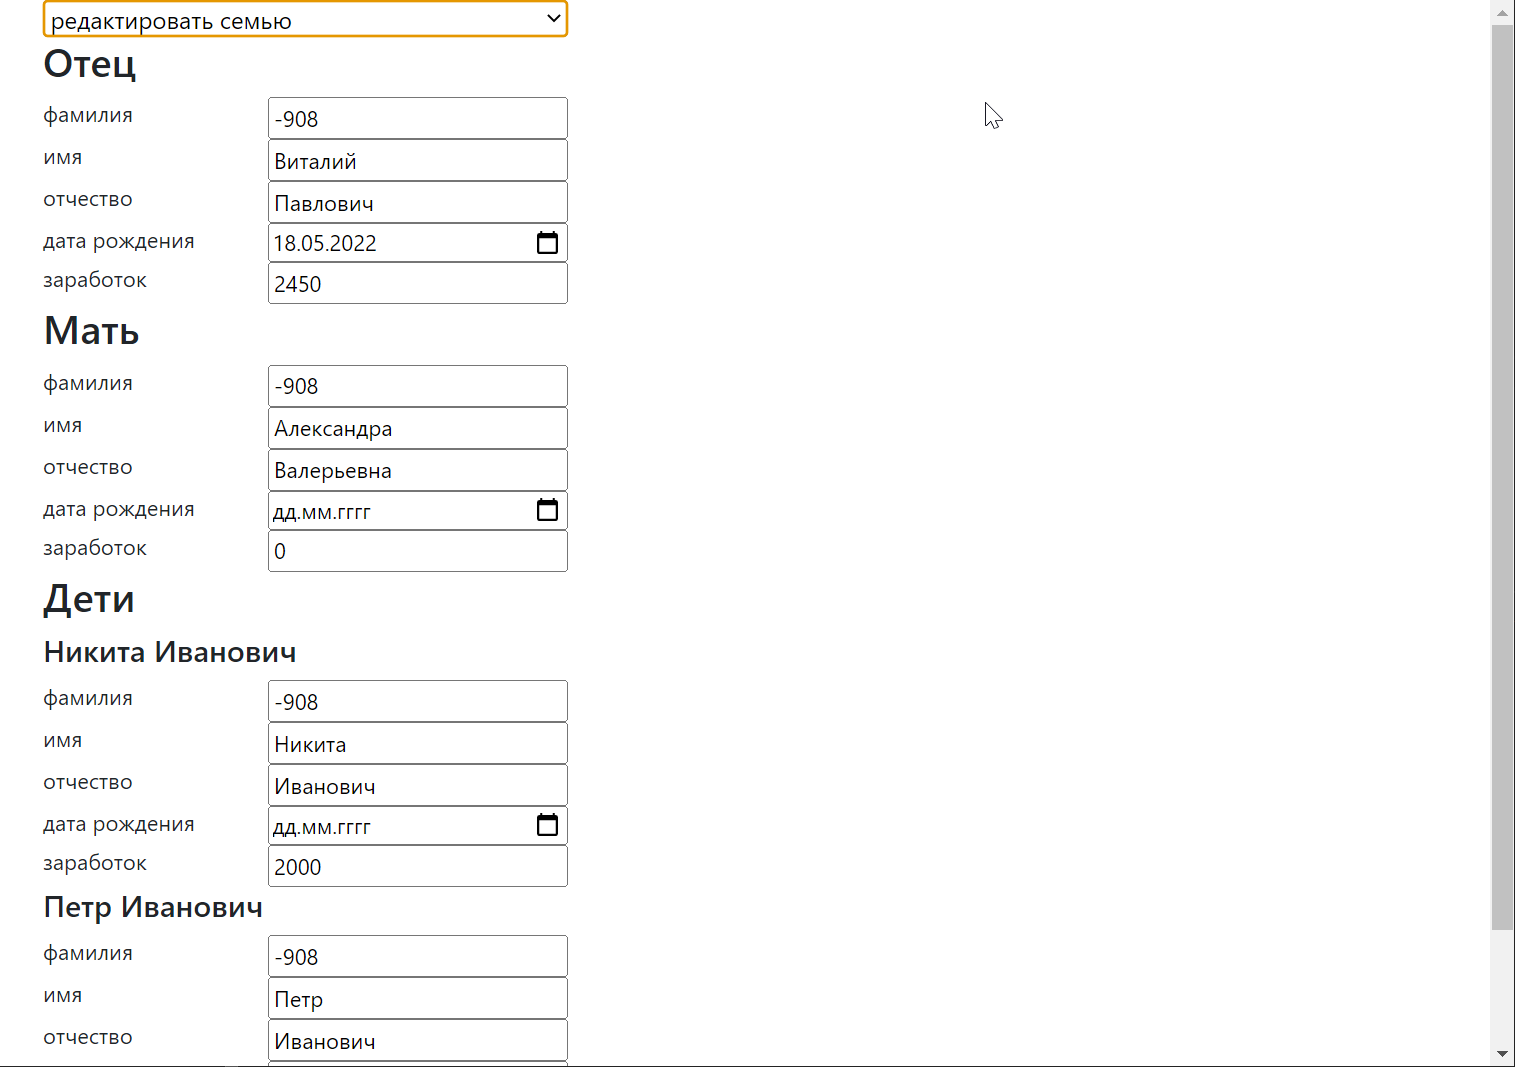 редактировать семью
Отец
фамилия -908
имя Виталий
отчество Павлович
дата рождения 18.05.2022
заработок 2450
Мать
фамилия -908
имя Александра
отчество Валерьевна
дата рождения дд.мм.гггг
заработок 0
Дети
Никита Иванович
фамилия -908
имя Никита
отчество Иванович
дата рождения дд.мм.гггг
заработок 2000
Петр Иванович
фамилия -908
имя Петр
отчество Иванович